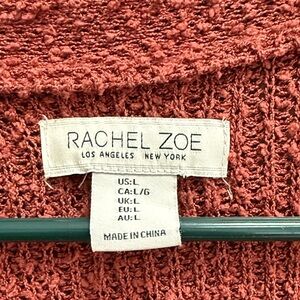 RACHEL ZOE
LOS ANGELES NEW YORK
US:L
CA:L/G
UK:L
EU:L
AU:L
MADE IN CHINA